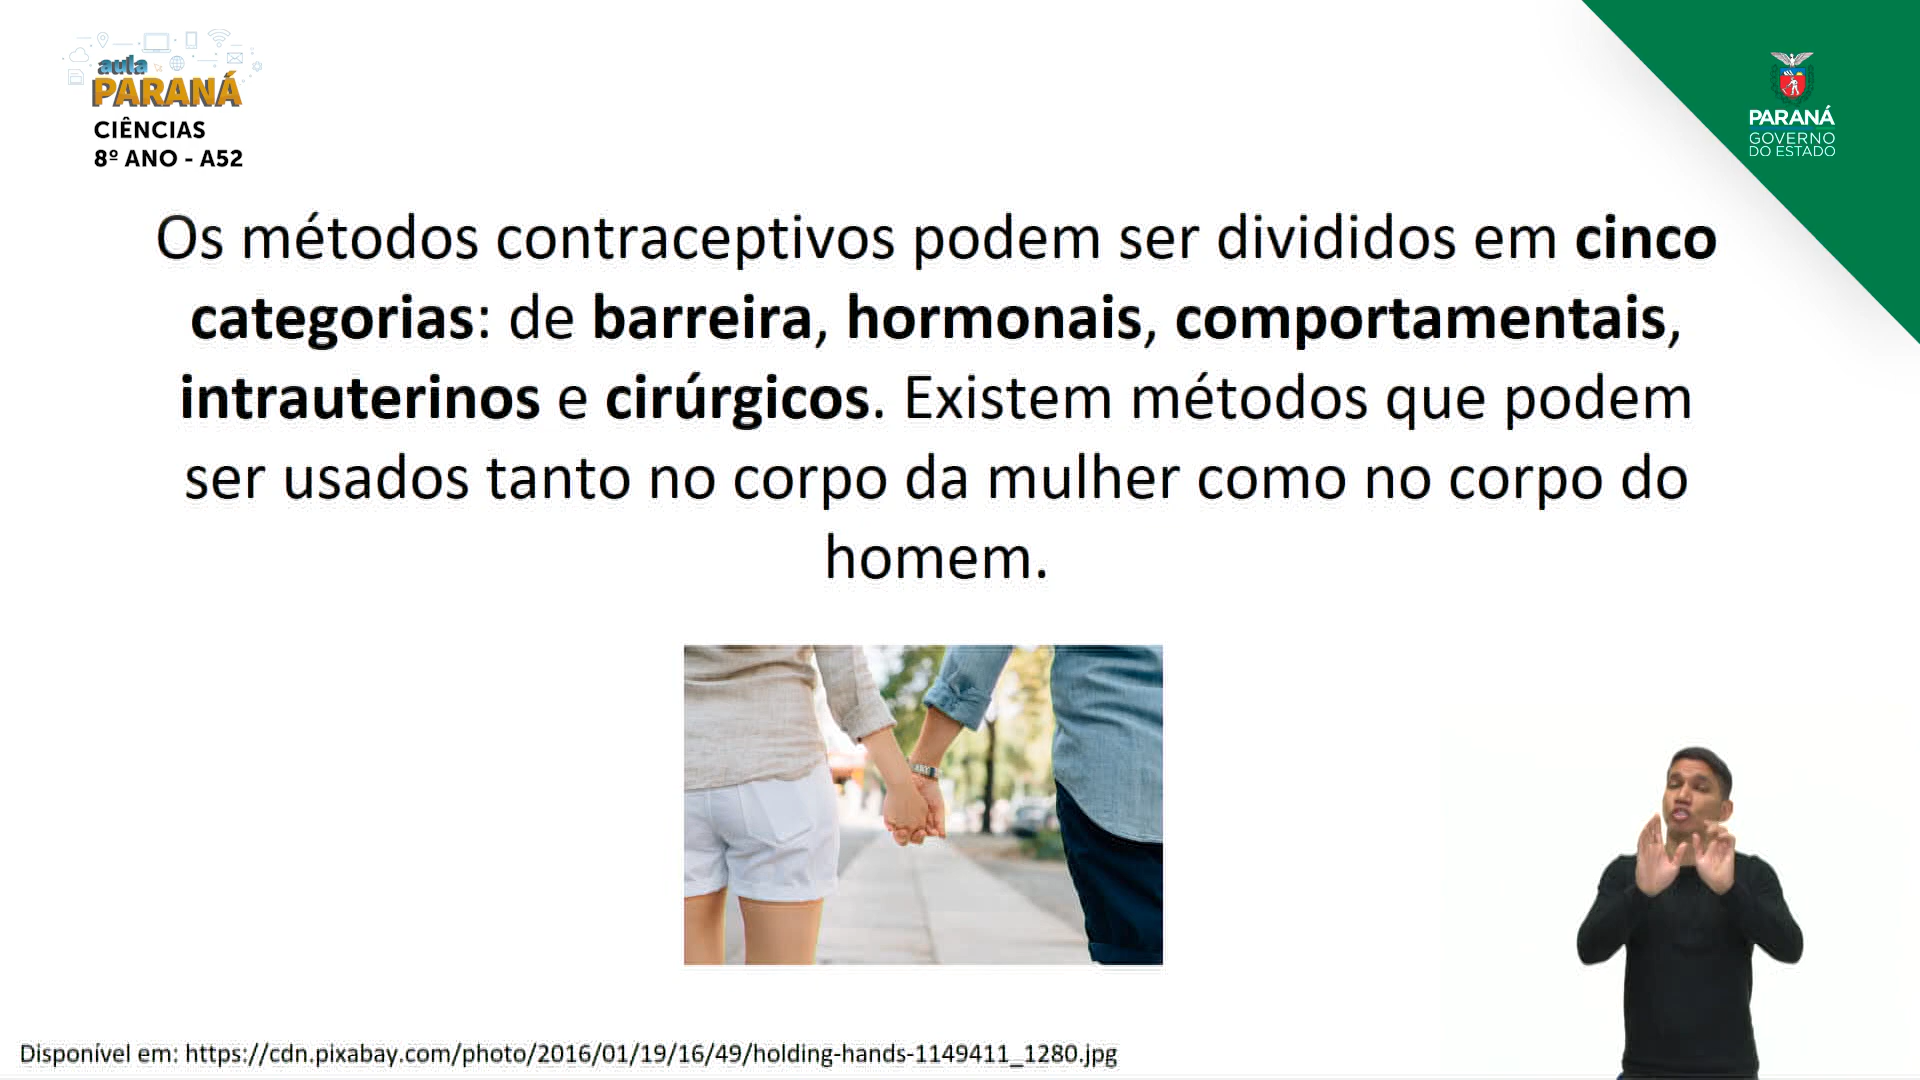 aula
PARANÁ
CIÊNCIAS
8º ANO - A52
PARANÁ
GOVERNO
DO ESTADO
Os métodos contraceptivos podem ser divididos em cinco
categorias: de barreira, hormonais, comportamentais,
intrauterinos e cirúrgicos. Existem métodos que podem
ser usados tanto no corpo da mulher como no corpo do
homem.
Disponível em: https://cdn.pixabay.com/photo/2016/01/19/16/49/holding-hands-1149411_1280.jpg